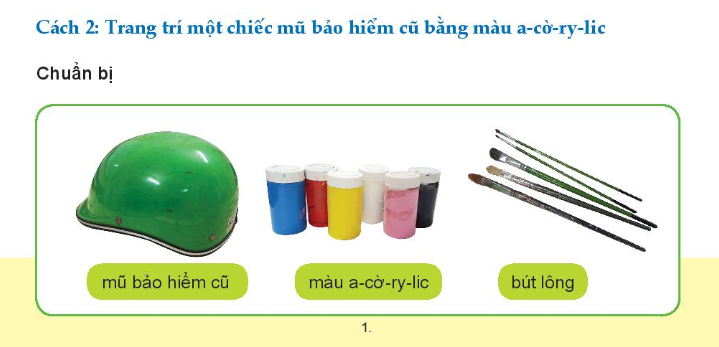 Cách 2: Trang trí một chiếc mũ bảo hiểm cũ bằng màu a-cờ-ry-lic
Chuẩn bị
mũ bảo hiểm cũ
màu a-cờ-ry-lic
bút lông
1.